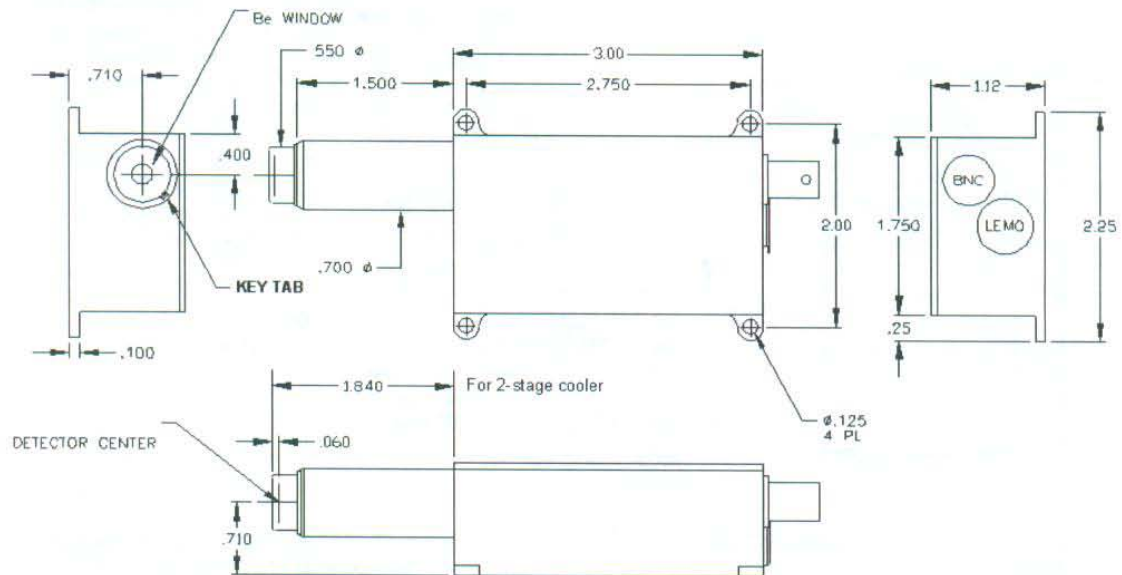 Be WINDOW
550 ø
3.00
.710
1.500
2.750
1.12
.400
BNC
LEMO
2.00
1.750
2.25
.700 ø
KEY TAB
.25
.100
1.840
For 2-stage cooler
ø.125
4 PL
DETECTOR CENTER
.060
.710